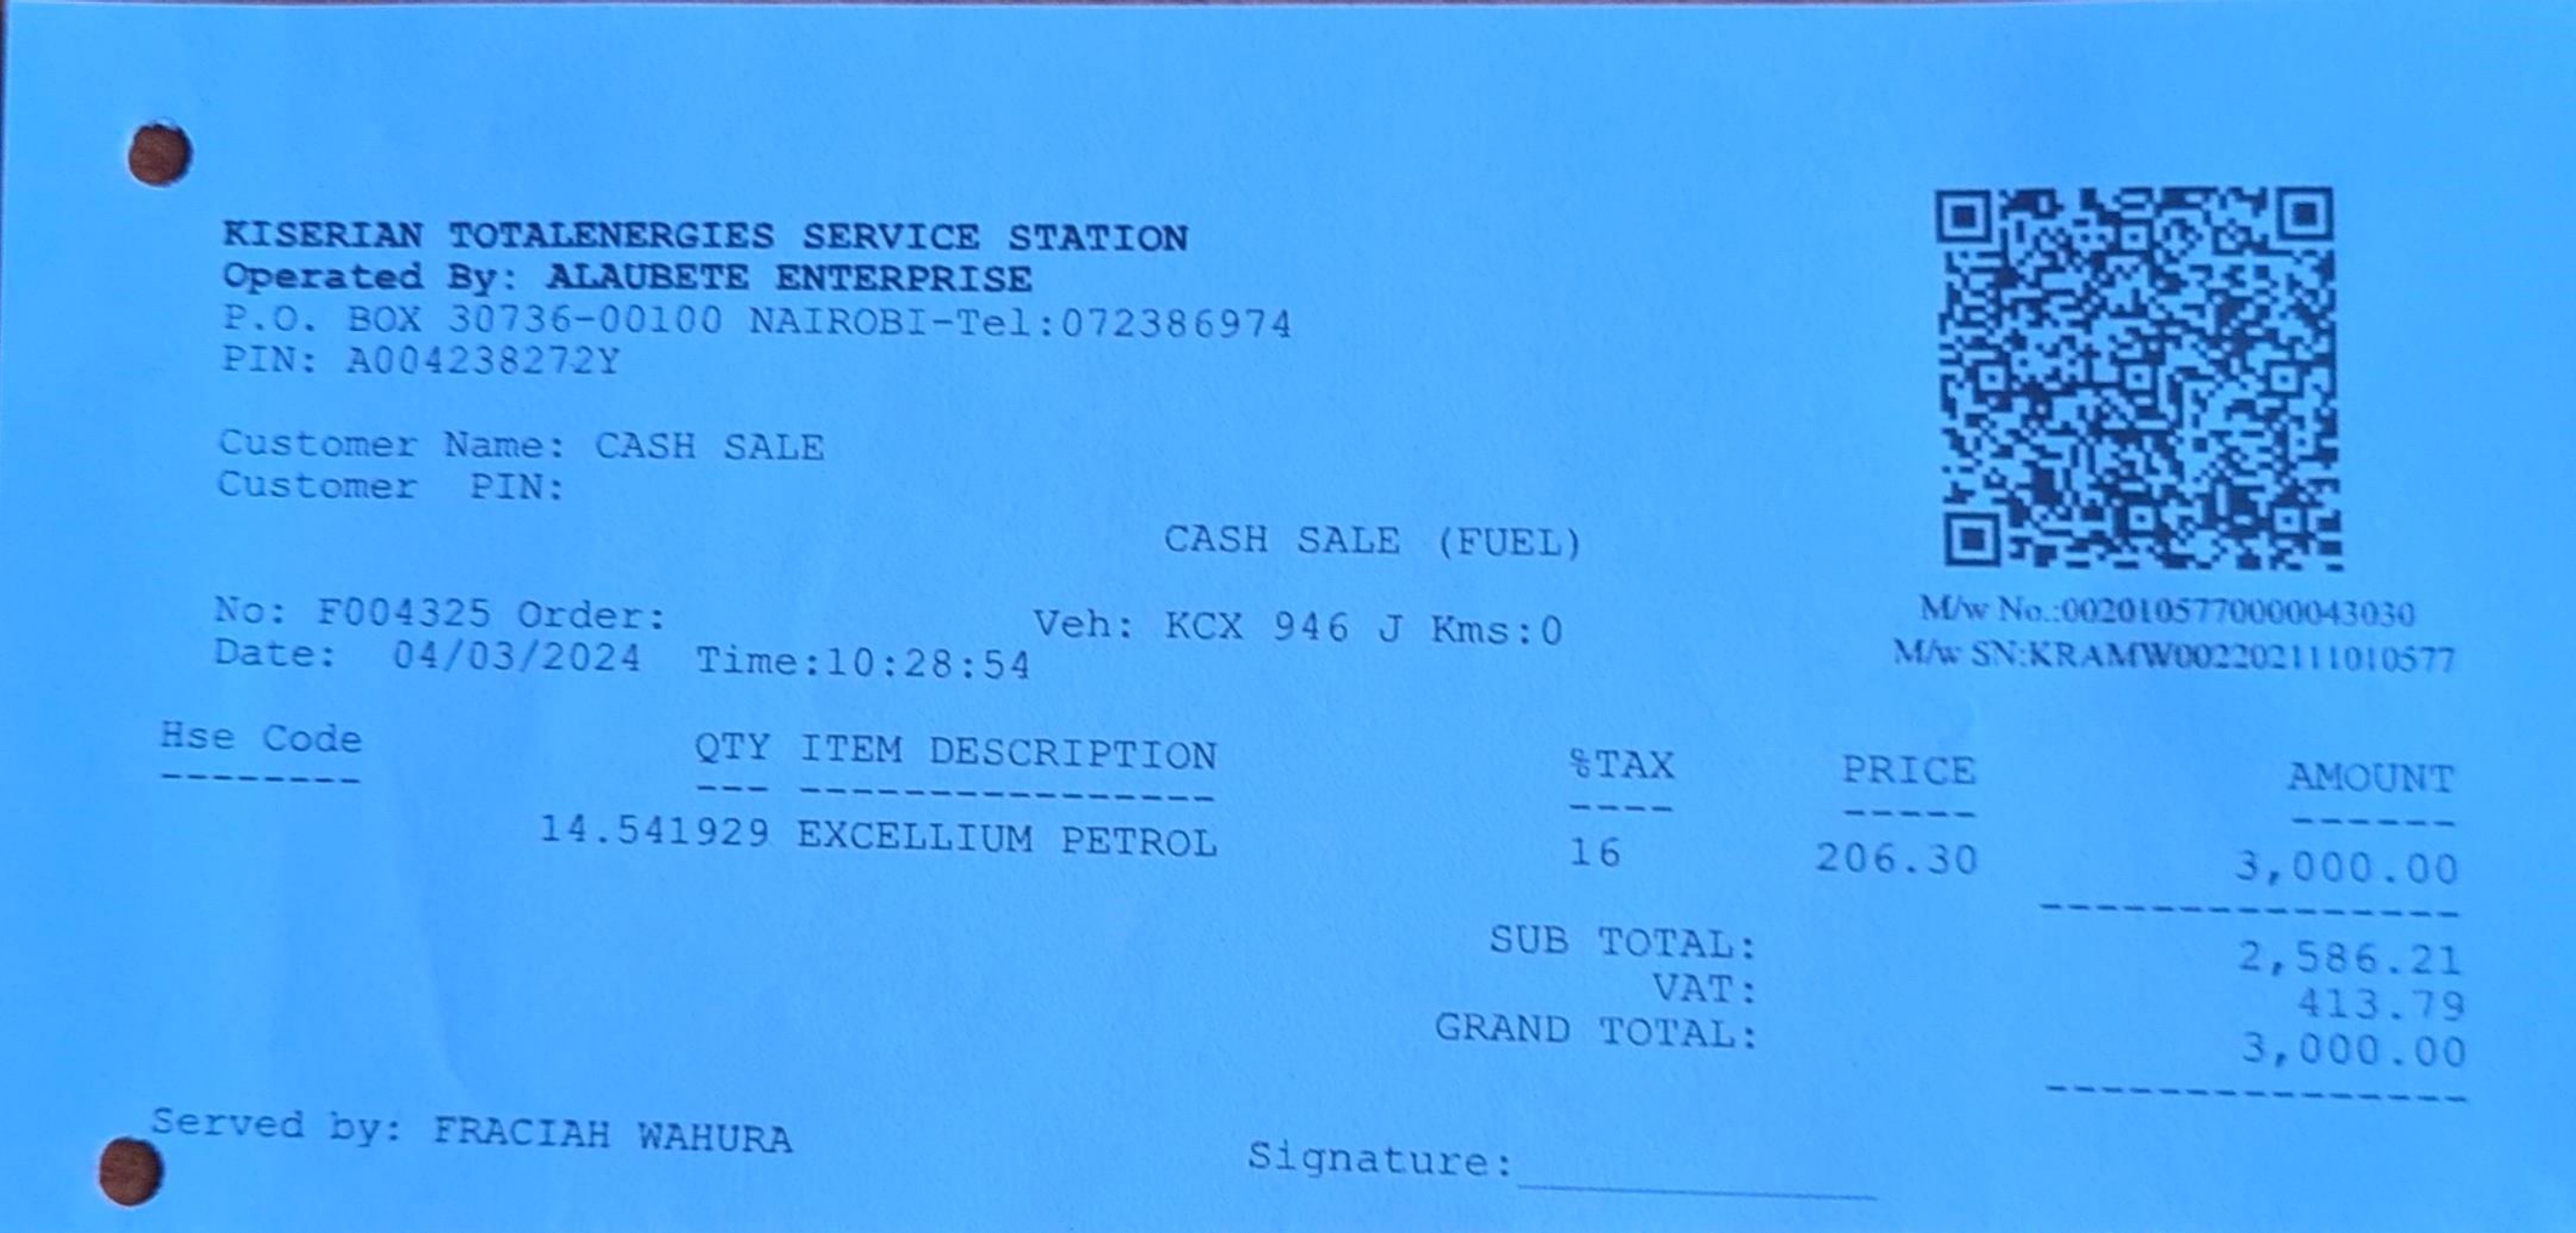 KISERIAN TOTALENERGIES SERVICE STATION
Operated By: ALAUBETE ENTERPRISE
P.O. BOX 30736-00100 NAIROBI-Tel:072386974
PIN: A004238272Y
Customer Name: CASH SALE
Customer PIN:
CASH SALE (FUEL)
No: F004325 Order:
Veh: KCX 946 J Kms:0
Date: 04/03/2024 Time:10:28:54
M/w No.:0020105770000043030
M/w SN:KRAMW002202111010577
Hse Code QTY ITEM DESCRIPTION %TAX PRICE AMOUNT
-------- --- ---------------- ---- ----- ------
14.541929 EXCELLIUM PETROL 16 206.30 3,000.00
SUB TOTAL: 2,586.21
VAT: 413.79
GRAND TOTAL: 3,000.00
Served by: FRACIAH WAHURA
Signature: